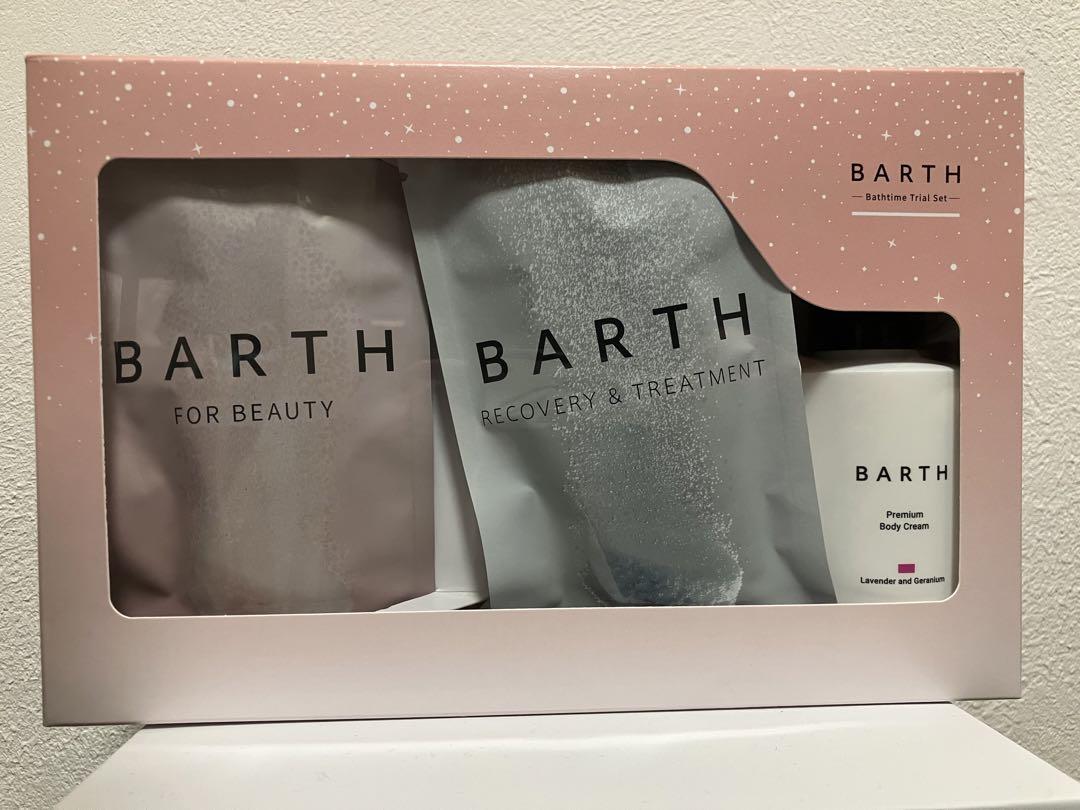 BARTH
Bathtime Trial Set
BARTH
FOR BEAUTY
BARTH
RECOVERY & TREATMENT
BARTH
Premium
Body Cream
Lavender and Geranium